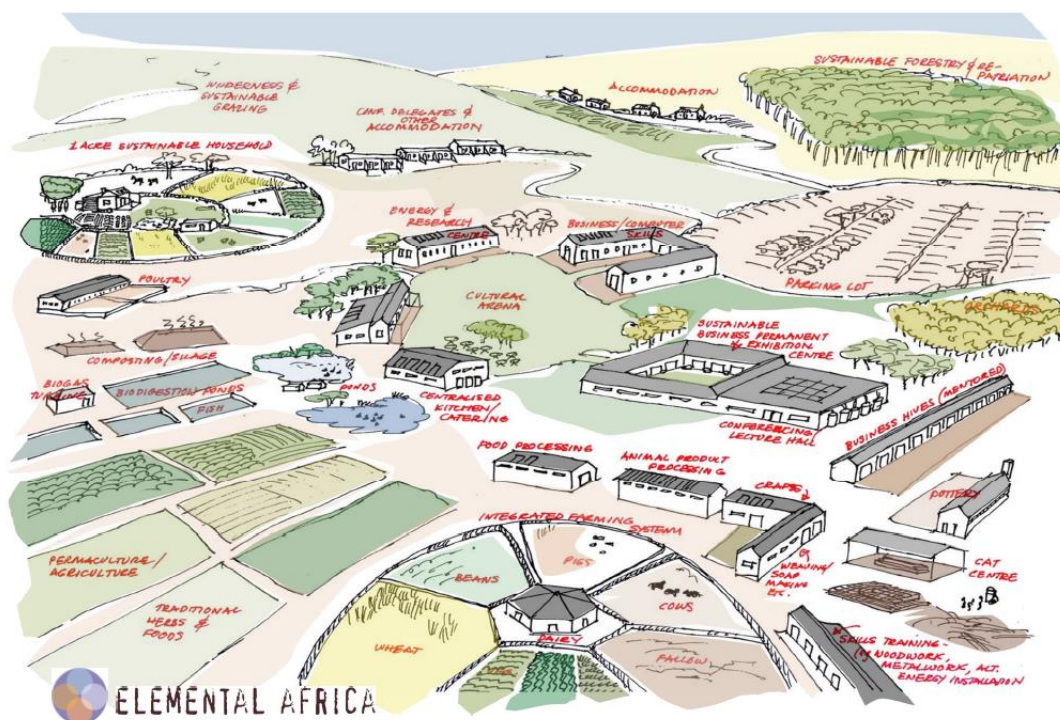 WILDERNESS &
SUSTAINABLE
GRAZING
CONF. DELEGATES &
OTHER
ACCOMMODATION
ACCOMMODATION
SUSTAINABLE FORESTRY & RE-
PATRIATION
1 ACRE SUSTAINABLE HOUSEHOLD
ENERGY &
RESEARCH
CENTRE
BUSINESS/COMPUTER
SKILLS
POULTRY
CULTURAL
ARENA
PARKING LOT
ORCHARDS
SUSTAINABLE
BUSINESS PERMANENT
EXHIBITION
CENTRE
COMPOSTING/SILAGE
BIOGAS
TURBINE
BIODIGESTION PONDS
FISH
PONDS
CENTRALISED
KITCHEN/
CATERING
CONFERENCING/
LECTURE HALL
BUSINESS HIVES (MENTORED)
FOOD PROCESSING
ANIMAL PRODUCT
PROCESSING
CRAFTS
POTTERY
INTEGRATED FARMING
SYSTEM
PIGS
BEANS
COWS
WEAVING/
SOAP
MAKING
ETC.
CAT
CENTRE
PERMACULTURE/
AGRICULTURE
TRADITIONAL
HERBS &
FOODS
DAIRY
WHEAT
VEG
FALLOW
SKILLS TRAINING -
WOODWORK,
METALWORK, ALT.
ENERGY INSTALLATION
ELEMENTAL AFRICA